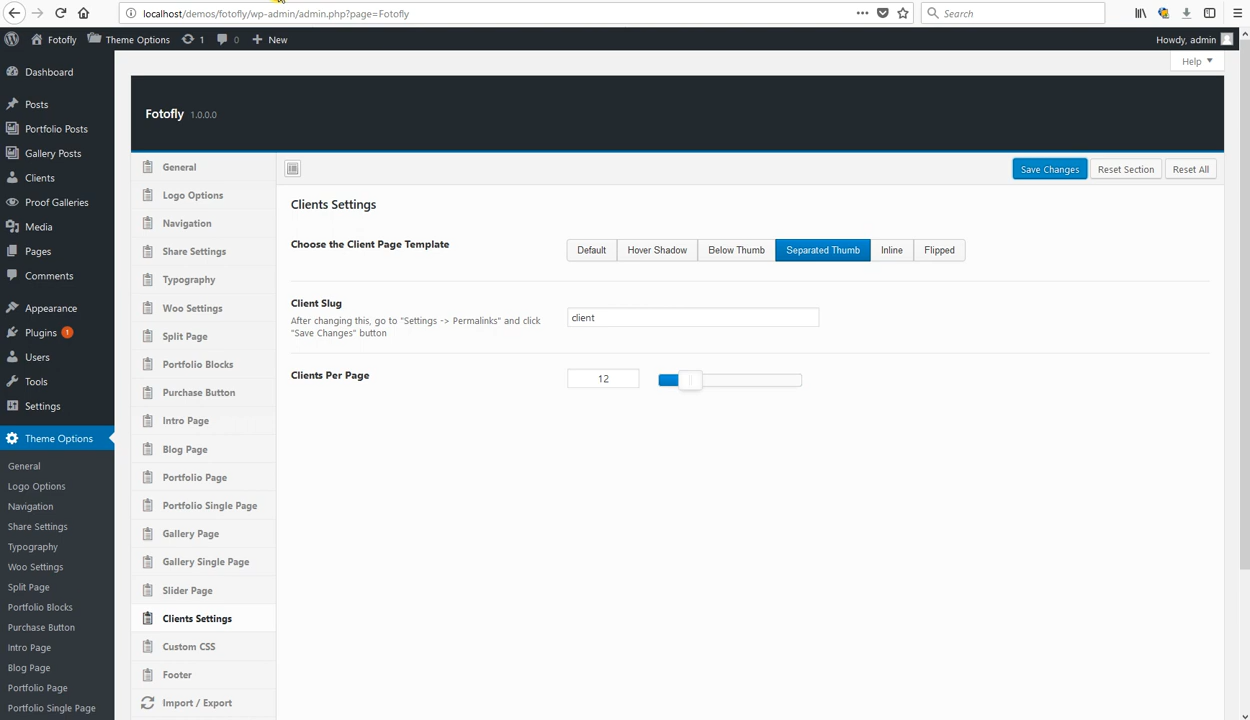 localhost/demos/fotofly/wp-admin/admin.php?page=Fotofly
Search
Fotofly
Theme Options
1
0
New
Howdy, admin
Help
Dashboard
Posts
Portfolio Posts
Gallery Posts
Clients
Proof Galleries
Media
Pages
Comments
Appearance
Plugins 1
Users
Tools
Settings
Theme Options
General
Logo Options
Navigation
Share Settings
Typography
Woo Settings
Split Page
Portfolio Blocks
Purchase Button
Intro Page
Blog Page
Portfolio Page
Portfolio Single Page
Fotofly 1.0.0.0
General
Logo Options
Navigation
Share Settings
Typography
Woo Settings
Split Page
Portfolio Blocks
Purchase Button
Intro Page
Blog Page
Portfolio Page
Portfolio Single Page
Gallery Page
Gallery Single Page
Slider Page
Clients Settings
Custom CSS
Footer
Import / Export
Save Changes
Reset Section
Reset All
Clients Settings
Choose the Client Page Template
Default
Hover Shadow
Below Thumb
Separated Thumb
Inline
Flipped
Client Slug
After changing this, go to "Settings -> Permalinks" and click
"Save Changes" button
client
Clients Per Page
12